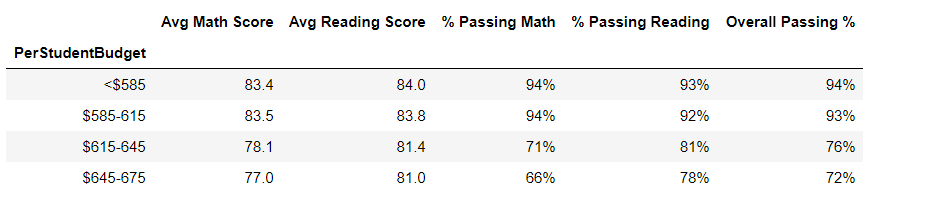 Avg Math Score Avg Reading Score % Passing Math % Passing Reading Overall Passing %
PerStudentBudget
<$585 83.4 84.0 94% 93% 94%
$585-615 83.5 83.8 94% 92% 93%
$615-645 78.1 81.4 71% 81% 76%
$645-675 77.0 81.0 66% 78% 72%